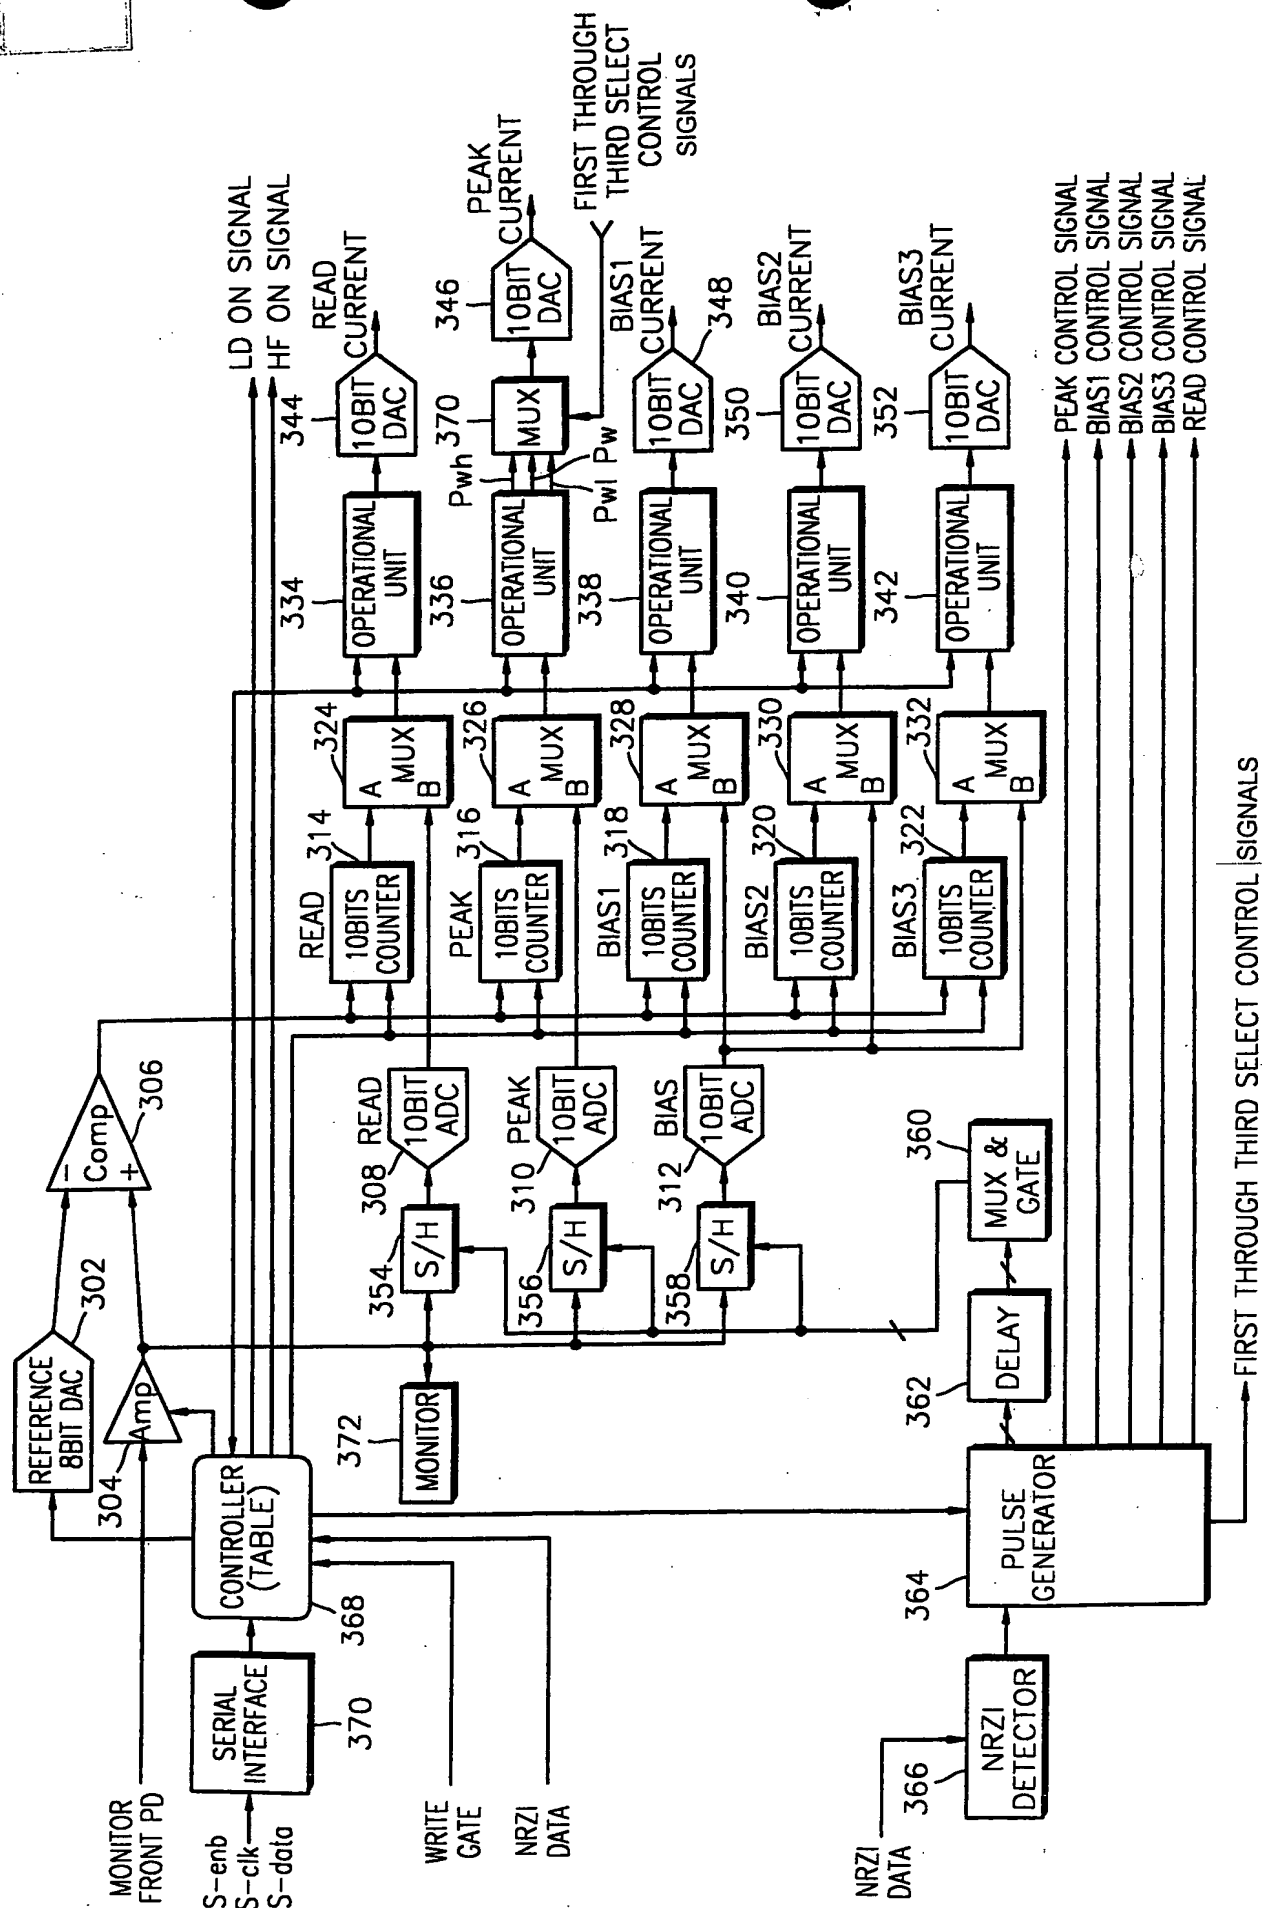 MONITOR
FRONT PD
S-enb
S-clk
S-data
SERIAL
INTERFACE
370
WRITE
GATE
NRZI
DATA
REFERENCE
8BIT DAC
302
304
Amp
CONTROLLER
(TABLE)
368
Comp
-
+
306
372
MONITOR
LD ON SIGNAL
HF ON SIGNAL
354
S/H
308
READ
10BIT
ADC
356
S/H
310
PEAK
10BIT
ADC
358
S/H
312
BIAS
10BIT
ADC
READ
314
10BITS
COUNTER
324
A
MUX
B
334
OPERATIONAL
UNIT
344
10BIT
DAC
READ
CURRENT
PEAK
316
10BITS
COUNTER
326
A
MUX
B
336
OPERATIONAL
UNIT
Pwh
Pw
Pwl
370
MUX
346
10BIT
DAC
PEAK
CURRENT
FIRST THROUGH
THIRD SELECT
CONTROL
SIGNALS
BIAS1
318
10BITS
COUNTER
328
A
MUX
B
338
OPERATIONAL
UNIT
10BIT
DAC
348
BIAS1
CURRENT
BIAS2
320
10BITS
COUNTER
330
A
MUX
B
340
OPERATIONAL
UNIT
350
10BIT
DAC
BIAS2
CURRENT
BIAS3
322
10BITS
COUNTER
332
A
MUX
B
342
OPERATIONAL
UNIT
352
10BIT
DAC
BIAS3
CURRENT
NRZI
DATA
366
NRZI
DETECTOR
364
PULSE
GENERATOR
362
DELAY
360
MUX &
GATE
PEAK CONTROL SIGNAL
BIAS1 CONTROL SIGNAL
BIAS2 CONTROL SIGNAL
BIAS3 CONTROL SIGNAL
READ CONTROL SIGNAL
FIRST THROUGH THIRD SELECT CONTROL SIGNALS